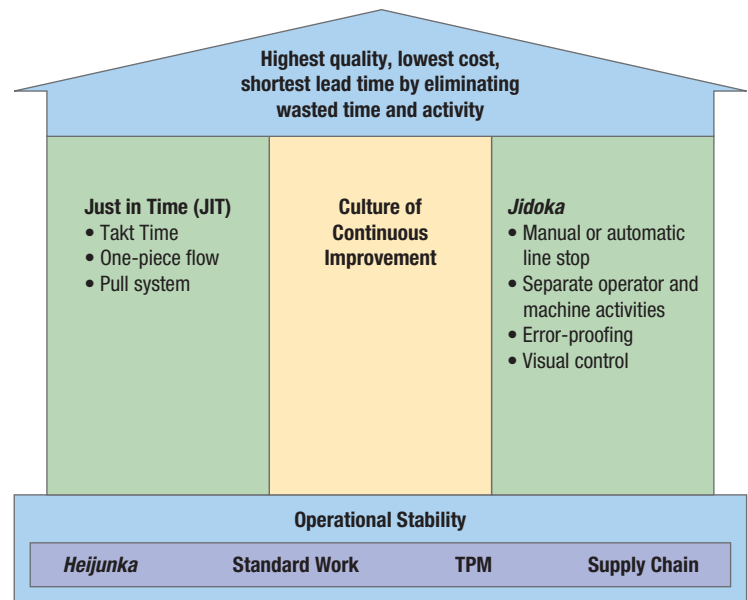 Highest quality, lowest cost,
shortest lead time by eliminating
wasted time and activity
Just in Time (JIT)
• Takt Time
• One-piece flow
• Pull system
Culture of
Continuous
Improvement
Jidoka
• Manual or automatic
line stop
• Separate operator and
machine activities
• Error-proofing
• Visual control
Operational Stability
Heijunka Standard Work TPM Supply Chain